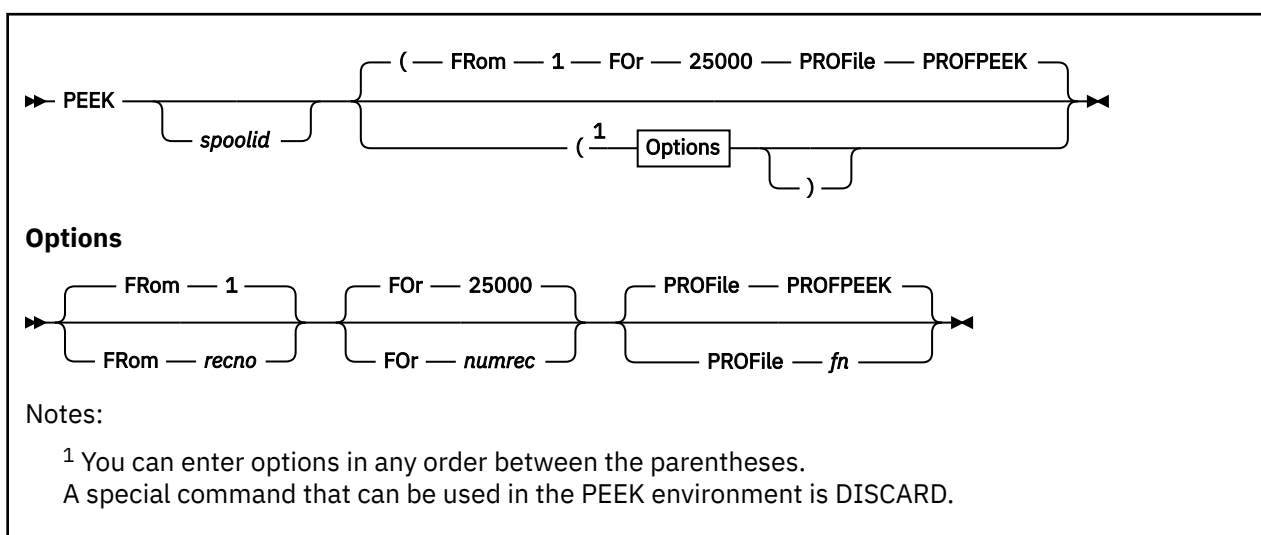 ( FRom 1 FOr 25000 PROFile PROFPEEK
PEEK
spoolid
( 1 Options
)
Options
FRom 1 FOr 25000 PROFile PROFPEEK
FRom recno FOr numrec PROFile fn
Notes:
1 You can enter options in any order between the parentheses.
A special command that can be used in the PEEK environment is DISCARD.